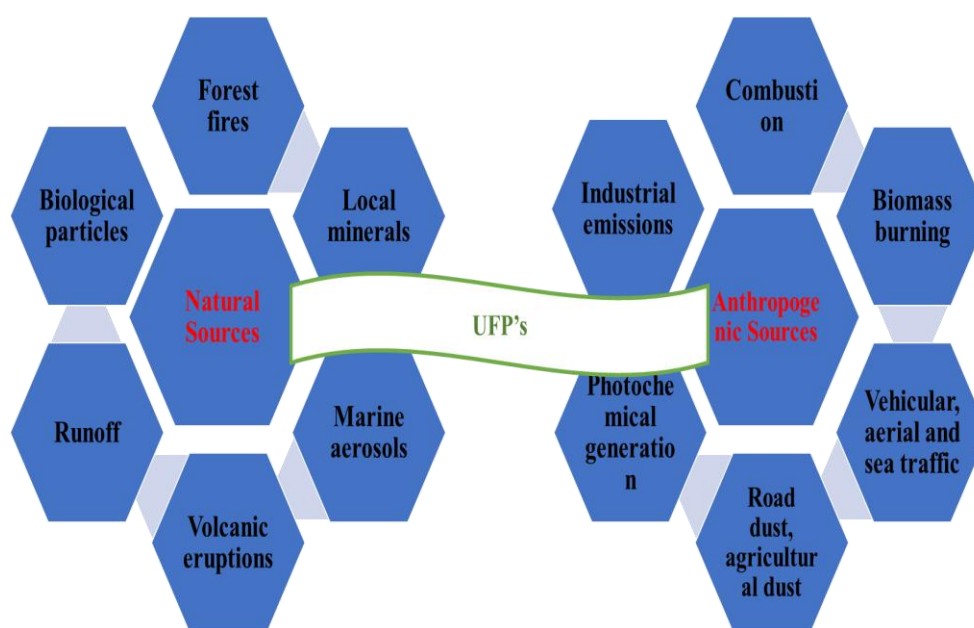 Forest
fires
Local
minerals
Marine
aerosols
Volcanic
eruptions
Runoff
Biological
particles
Natural
Sources
UFP's
Combusti
on
Biomass
burning
Vehicular,
aerial and
sea traffic
Road
dust,
agricultur
al dust
Photoche
mical
generatio
n
Industrial
emissions
Anthropoge
nic Sources